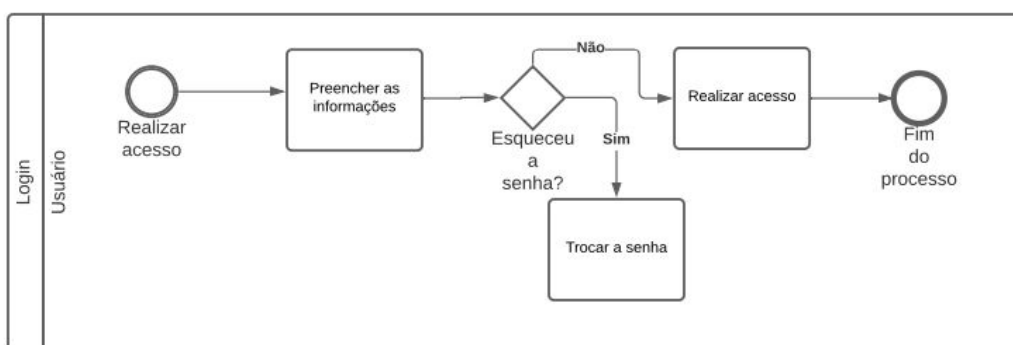 Login
Usuário
Realizar
acesso
Preencher as
informações
Esqueceu
a
senha?
Não
Sim
Trocar a senha
Realizar acesso
Fim
do
processo